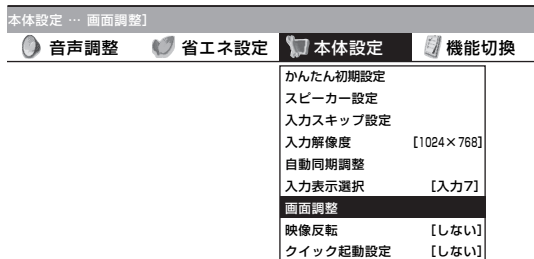 本体設定 … 画面調整]
音声調整 省エネ設定 本体設定 機能切換
かんたん初期設定
スピーカー設定
入力スキップ設定
入力解像度 [1024×768]
自動同期調整
入力表示選択 [入力7]
画面調整
映像反転 [しない]
クイック起動設定 [しない]